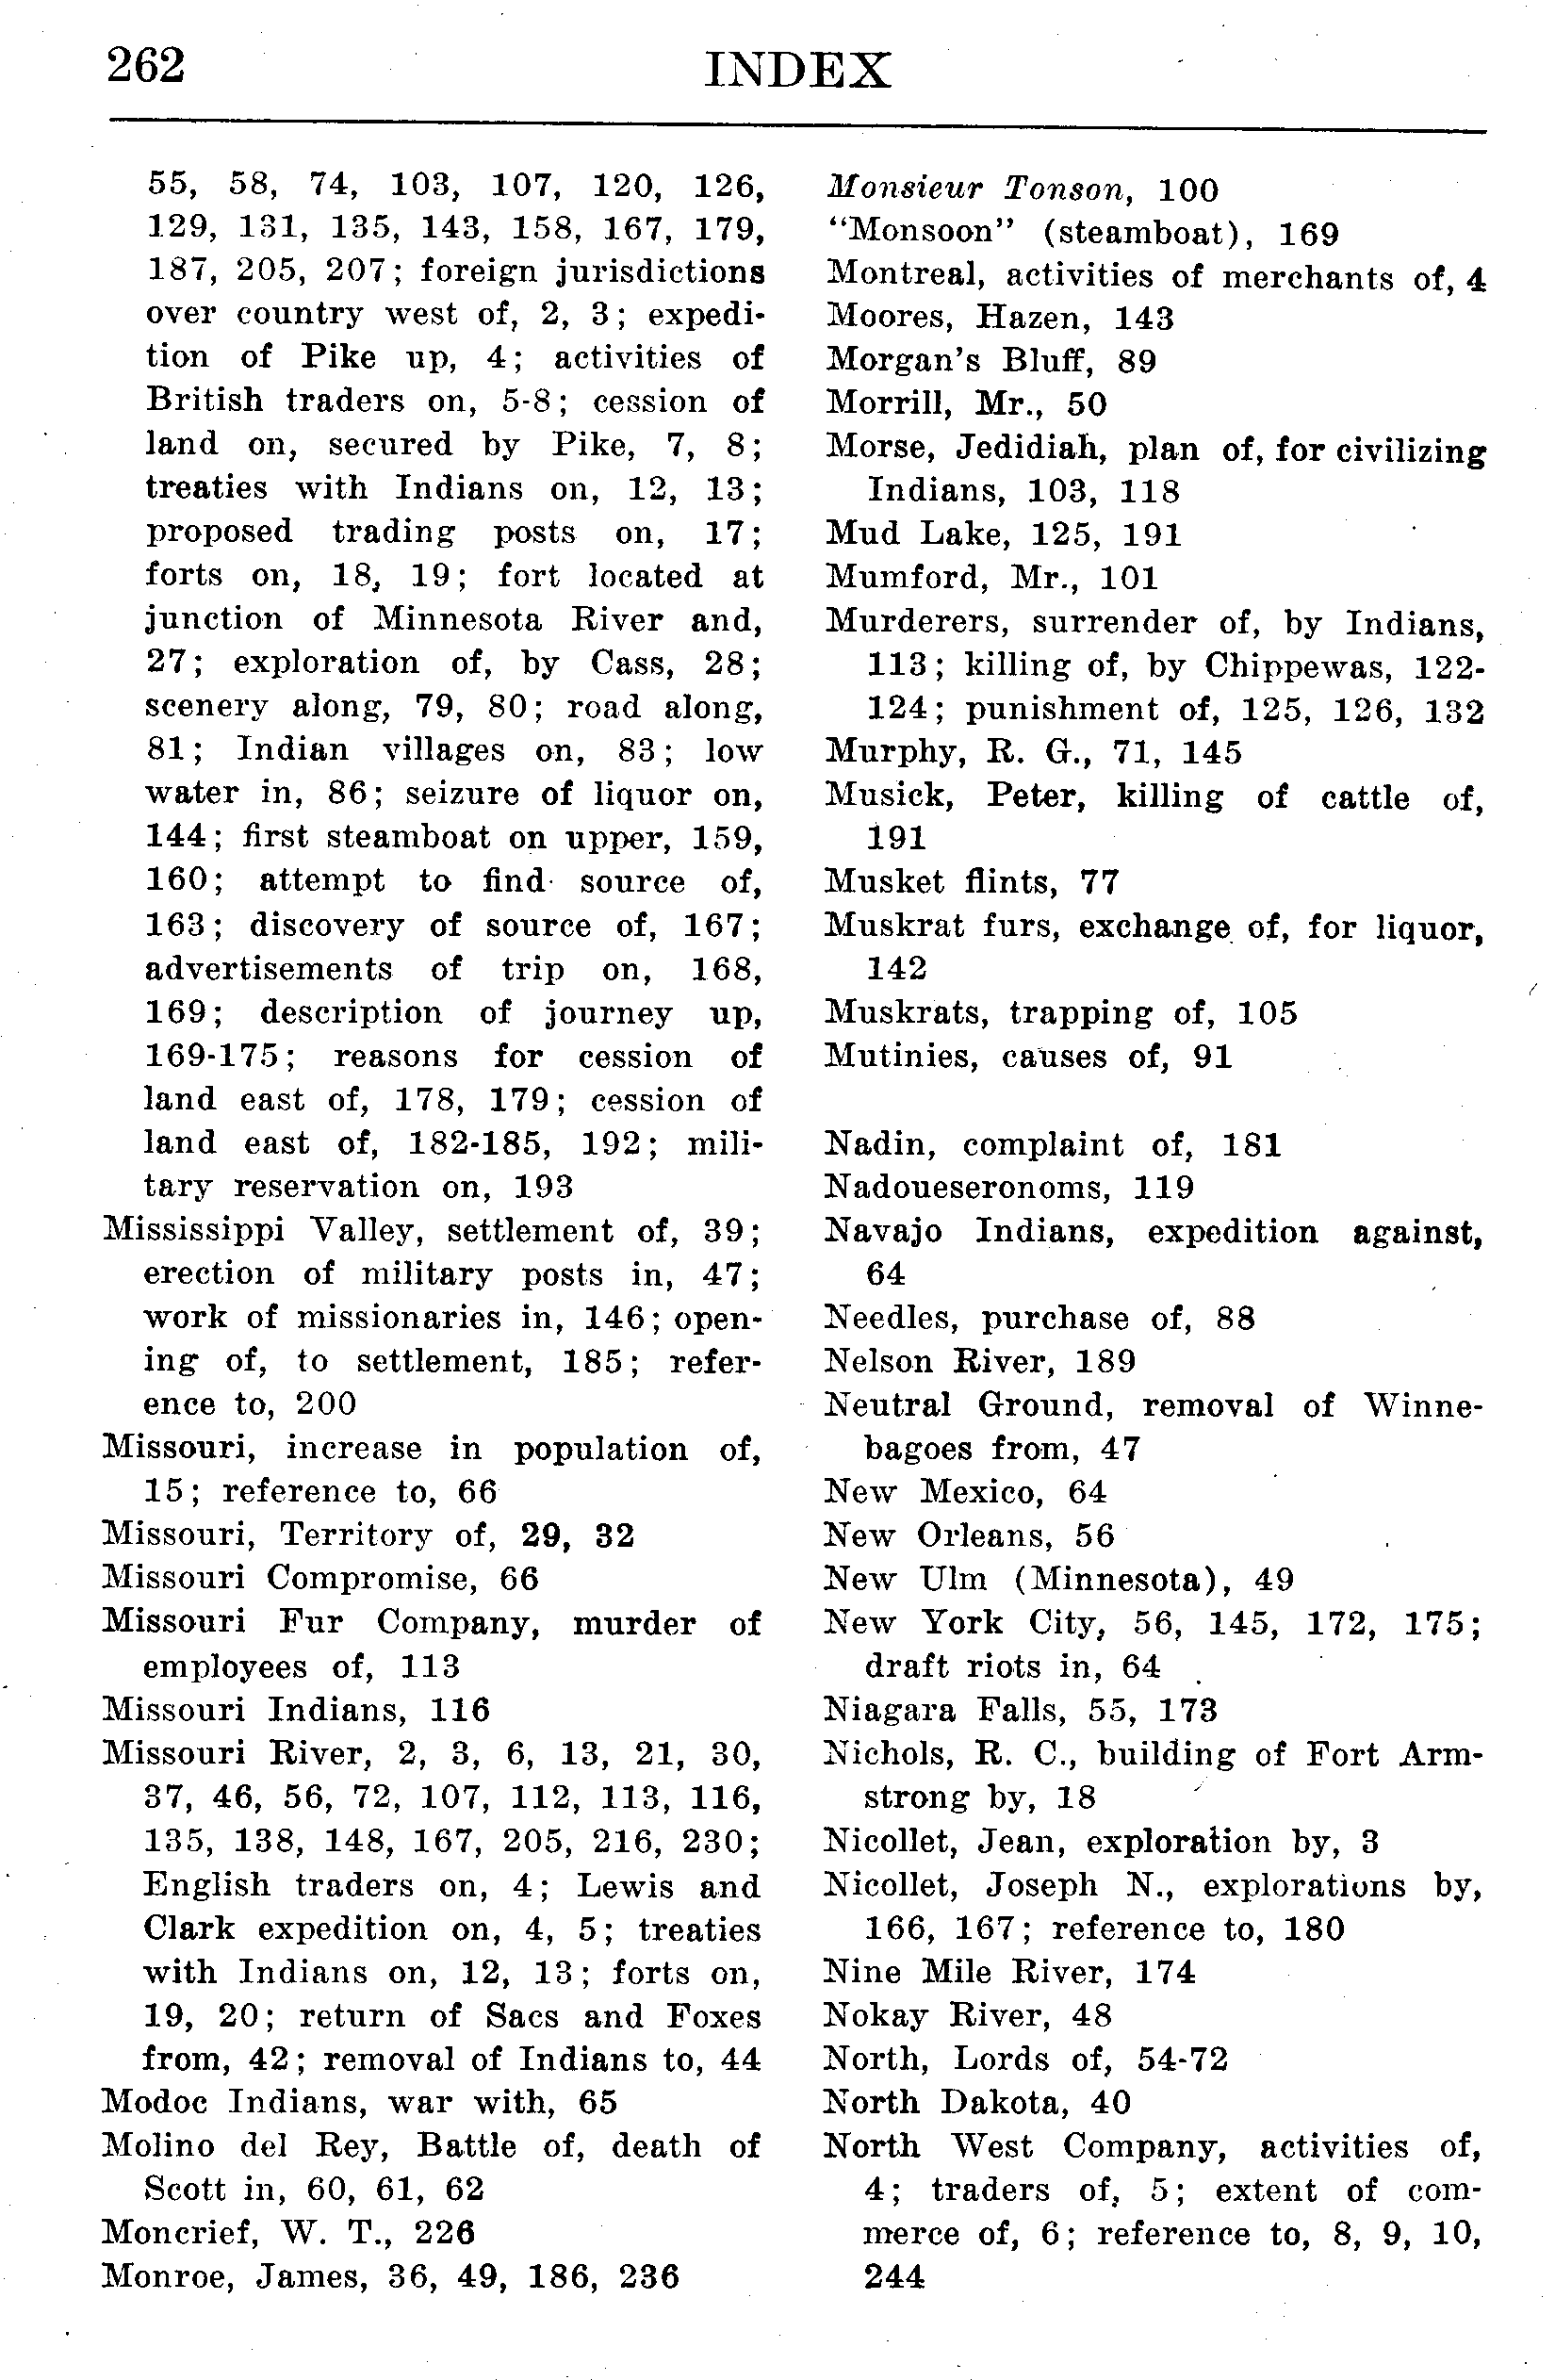 262
INDEX
55, 58, 74, 103, 107, 120, 126,
129, 131, 135, 143, 158, 167, 179,
187, 205, 207; foreign jurisdictions
over country west of, 2, 3; expedi-
tion of Pike up, 4; activities of
British traders on, 5-8; cession of
land on, secured by Pike, 7, 8;
treaties with Indians on, 12, 13;
proposed trading posts on, 17;
forts on, 18, 19; fort located at
junction of Minnesota River and,
27; exploration of, by Cass, 28;
scenery along, 79, 80; road along,
81; Indian villages on, 83; low
water in, 86; seizure of liquor on,
144; first steamboat on upper, 159,
160; attempt to find source of,
163; discovery of source of, 167;
advertisements of trip on, 168,
169; description of journey up,
169-175; reasons for cession of
land east of, 178, 179; cession of
land east of, 182-185, 192; mili-
tary reservation on, 193
Mississippi Valley, settlement of, 39;
erection of military posts in, 47;
work of missionaries in, 146; open-
ing of, to settlement, 185; refer-
ence to, 200
Missouri, increase in population of,
15; reference to, 66
Missouri, Territory of, 29, 32
Missouri Compromise, 66
Missouri Fur Company, murder of
employees of, 113
Missouri Indians, 116
Missouri River, 2, 3, 6, 13, 21, 30,
37, 46, 56, 72, 107, 112, 113, 116,
135, 138, 148, 167, 205, 216, 230;
English traders on, 4; Lewis and
Clark expedition on, 4, 5; treaties
with Indians on, 12, 13; forts on,
19, 20; return of Sacs and Foxes
from, 42; removal of Indians to, 44
Modoc Indians, war with, 65
Molino del Rey, Battle of, death of
Scott in, 60, 61, 62
Moncrief, W. T., 226
Monroe, James, 36, 49, 186, 236
Monsieur Tonson, 100
"Monsoon" (steamboat), 169
Montreal, activities of merchants of, 4
Moores, Hazen, 143
Morgan's Bluff, 89
Morrill, Mr., 50
Morse, Jedidiah, plan of, for civilizing
Indians, 103, 118
Mud Lake, 125, 191
Mumford, Mr., 101
Murderers, surrender of, by Indians,
113; killing of, by Chippewas, 122-
124; punishment of, 125, 126, 132
Murphy, R. G., 71, 145
Musick, Peter, killing of cattle of,
191
Musket flints, 77
Muskrat furs, exchange of, for liquor,
142
Muskrats, trapping of, 105
Mutinies, causes of, 91
Nadin, complaint of, 181
Nadoueseronoms, 119
Navajo Indians, expedition against,
64
Needles, purchase of, 88
Nelson River, 189
Neutral Ground, removal of Winne-
bagoes from, 47
New Mexico, 64
New Orleans, 56
New Ulm (Minnesota), 49
New York City, 56, 145, 172, 175;
draft riots in, 64
Niagara Falls, 55, 173
Nichols, R. C., building of Fort Arm-
strong by, 18
Nicollet, Jean, exploration by, 3
Nicollet, Joseph N., explorations by,
166, 167; reference to, 180
Nine Mile River, 174
Nokay River, 48
North, Lords of, 54-72
North Dakota, 40
North West Company, activities of,
4; traders of, 5; extent of com-
merce of, 6; reference to, 8, 9, 10,
244